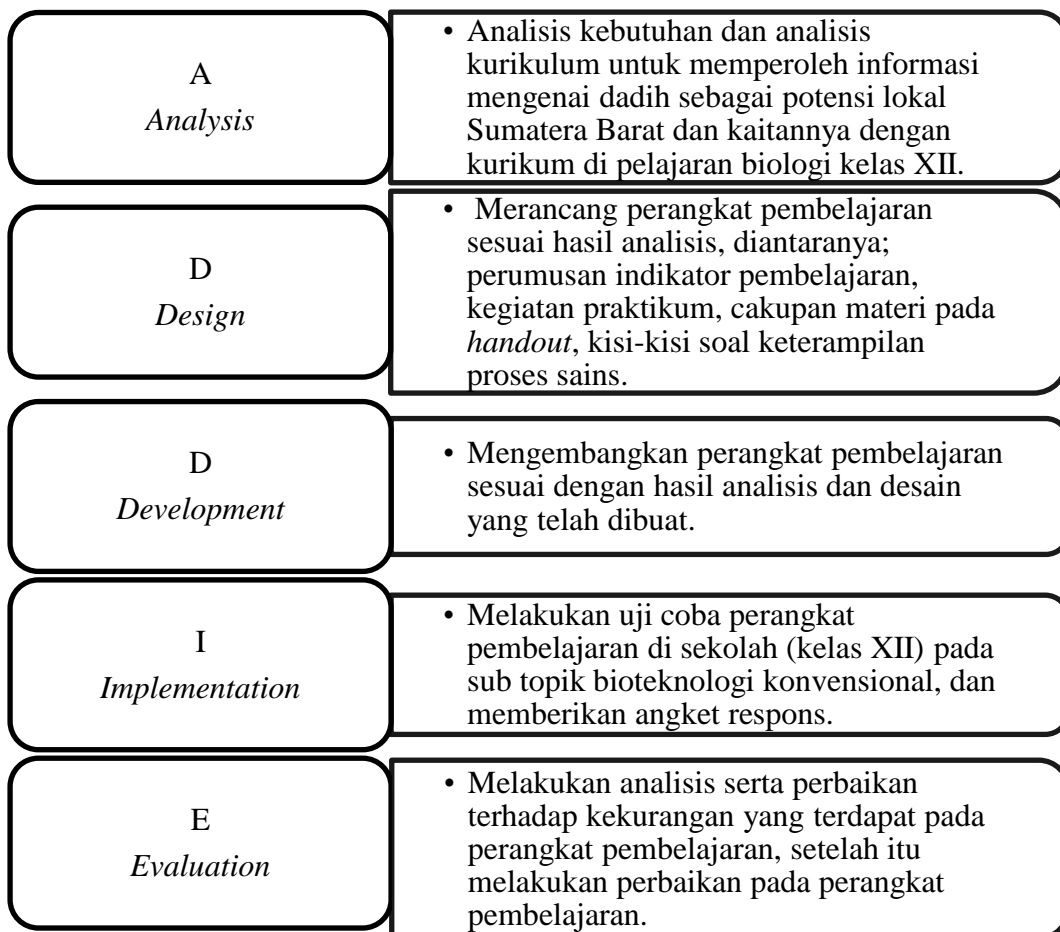 A
Analysis
• Analisis kebutuhan dan analisis
kurikulum untuk memperoleh informasi
mengenai dadih sebagai potensi lokal
Sumatera Barat dan kaitannya dengan
kurikum di pelajaran biologi kelas XII.
D
Design
• Merancang perangkat pembelajaran
sesuai hasil analisis, diantaranya;
perumusan indikator pembelajaran,
kegiatan praktikum, cakupan materi pada
handout, kisi-kisi soal keterampilan
proses sains.
D
Development
• Mengembangkan perangkat pembelajaran
sesuai dengan hasil analisis dan desain
yang telah dibuat.
I
Implementation
• Melakukan uji coba perangkat
pembelajaran di sekolah (kelas XII) pada
sub topik bioteknologi konvensional, dan
memberikan angket respons.
E
Evaluation
• Melakukan analisis serta perbaikan
terhadap kekurangan yang terdapat pada
perangkat pembelajaran, setelah itu
melakukan perbaikan pada perangkat
pembelajaran.